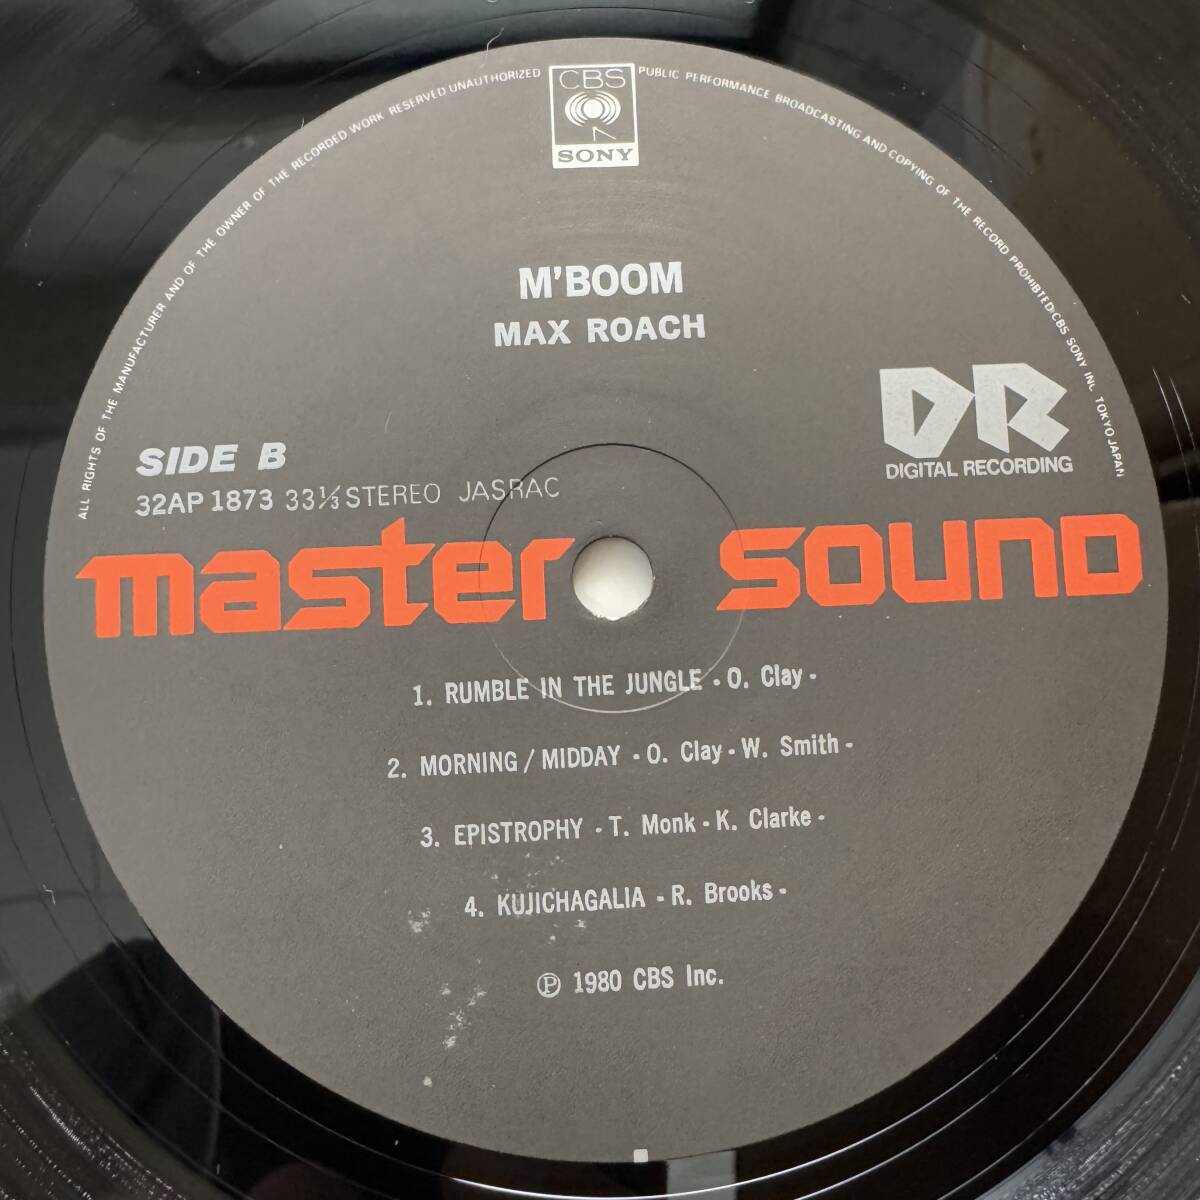 ALL RIGHTS OF THE MANUFACTURER AND OF THE OWNER OF THE RECORDED WORK RESERVED UNAUTHORIZED PUBLIC PERFORMANCE BROADCASTING AND COPYING OF THE RECORD PROHIBITED: CBS SONY INC. TOKYO JAPAN
CBS
SONY
M'BOOM
MAX ROACH
DR
DIGITAL RECORDING
SIDE B
32AP 1873 33⅓ STEREO JASRAC
master sound
1. RUMBLE IN THE JUNGLE - O. Clay -
2. MORNING / MIDDAY - O. Clay - W. Smith -
3. EPISTROPHY - T. Monk - K. Clarke -
4. KUJICHAGALIA - R. Brooks -
℗ 1980 CBS Inc.